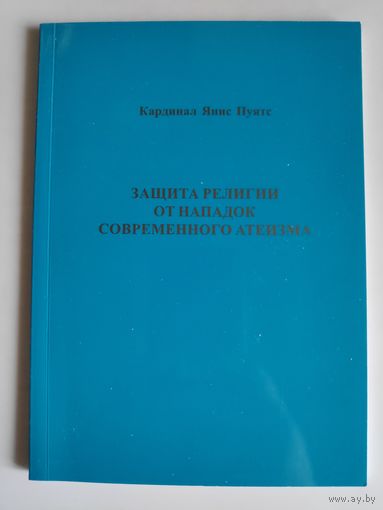 Кардинал Янис Пуятс
ЗАЩИТА РЕЛИГИИ
ОТ НАПАДОК
СОВРЕМЕННОГО АТЕИЗМА
www.ay.by